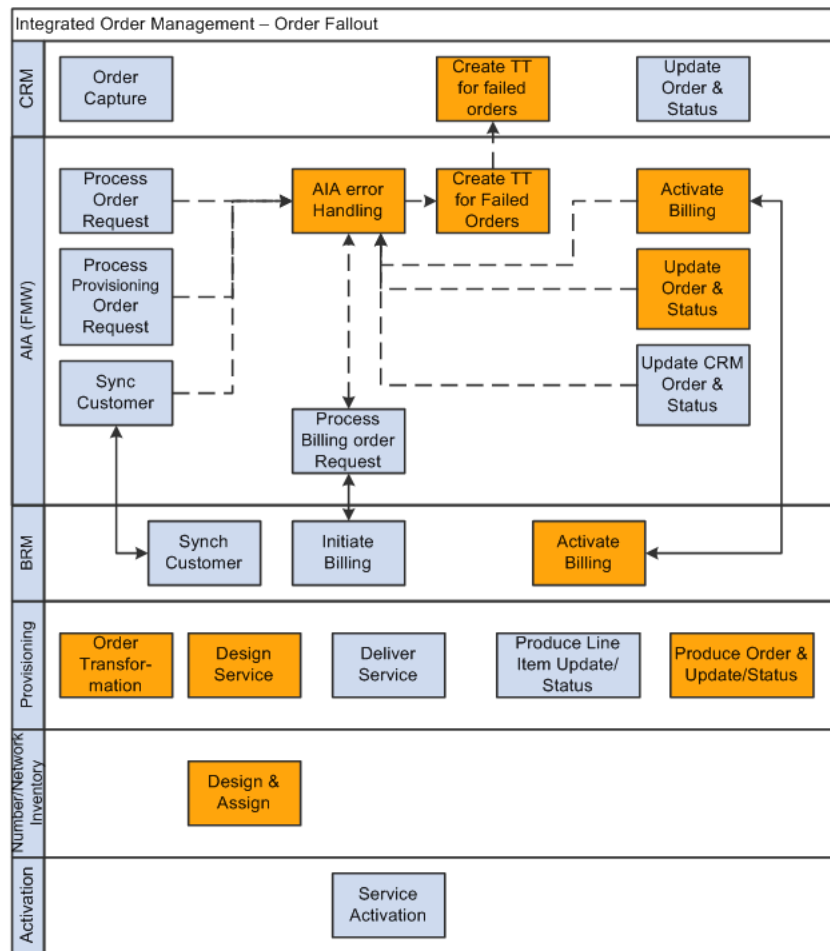 Integrated Order Management – Order Fallout
CRM
Order
Capture
Create TT
for failed
orders
Update
Order &
Status
AIA (FMW)
Process
Order
Request
AIA error
Handling
Create TT
for Failed
Orders
Activate
Billing
Process
Provisioning
Order
Request
Update
Order &
Status
Sync
Customer
Update CRM
Order &
Status
Process
Billing order
Request
BRM
Synch
Customer
Initiate
Billing
Activate
Billing
Provisioning
Order
Transfor-
mation
Design
Service
Deliver
Service
Produce Line
Item Update/
Status
Produce Order &
Update/Status
Number/Network
Inventory
Design &
Assign
Activation
Service
Activation